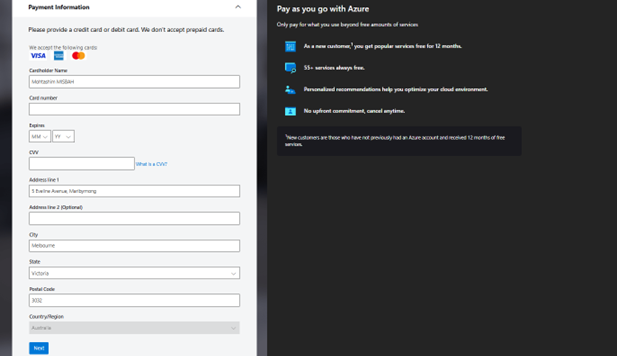 Payment Information
Please provide a credit card or debit card. We don't accept prepaid cards.
We accept the following cards:
VISA
Cardholder Name
Mohtashim MISBAH
Card number
Expires
MM
YY
CVV
What is a CVV?
Address line 1
5 Everine Avenue, Maribyrnong
Address line 2 (Optional)
City
Melbourne
State
Victoria
Postal Code
3032
Country/Region
Australia
Next
Pay as you go with Azure
Only pay for what you use beyond free amounts of services
As a new customer,¹ you get popular services free for 12 months.
55+ services always free.
Personalized recommendations help you optimize your cloud environment.
No upfront commitment, cancel anytime.
¹New customers are those who have not previously had an Azure account and received 12 months of free
services.